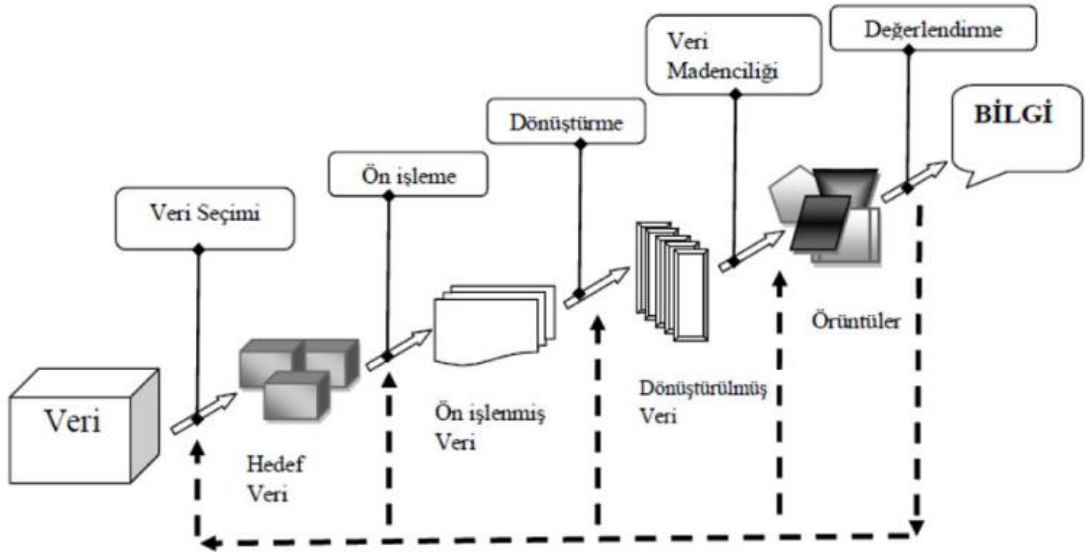 Değerlendirme
Veri
Madenciliği
BİLGİ
Dönüştürme
Ön işleme
Veri Seçimi
Örüntüler
Dönüştürülmüş
Veri
Veri
Ön işlenmiş
Veri
Hedef
Veri